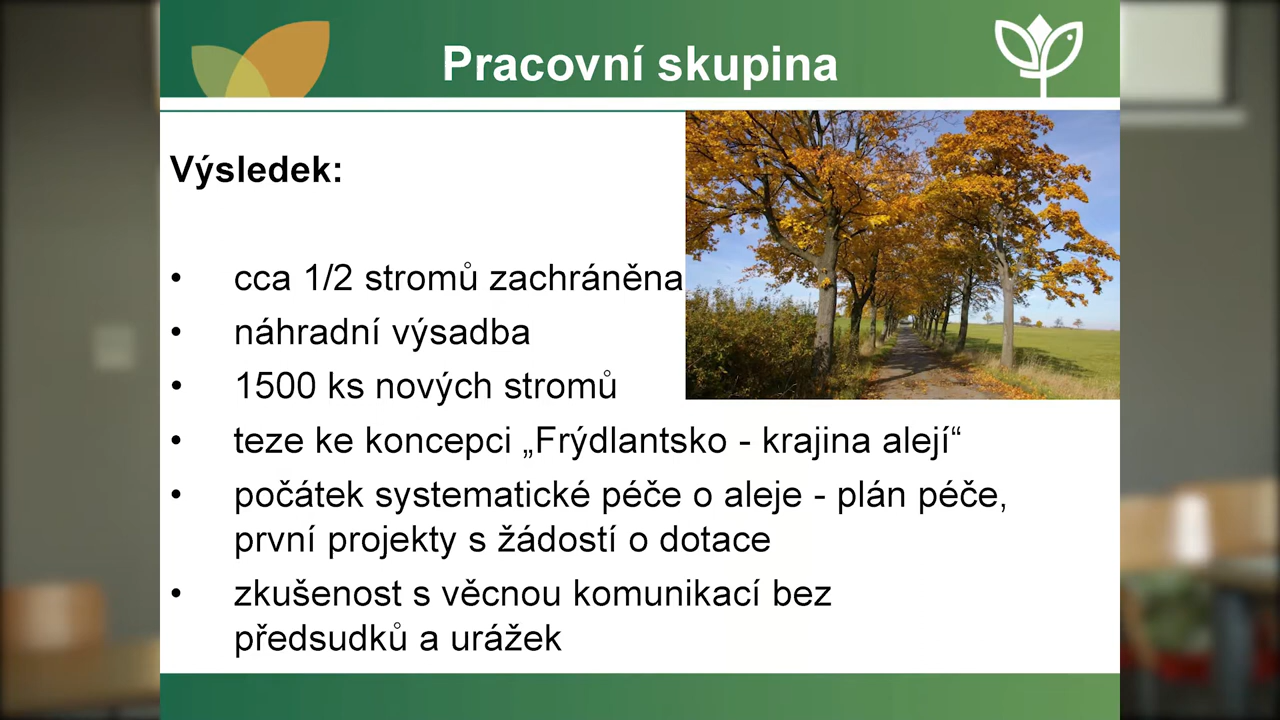 Pracovní skupina
Výsledek:
• cca 1/2 stromů zachráněna
• náhradní výsadba
• 1500 ks nových stromů
• teze ke koncepci „Frýdlantsko - krajina alejí“
• počátek systematické péče o aleje - plán péče,
první projekty s žádostí o dotace
• zkušenost s věcnou komunikací bez
předsudků a urážek